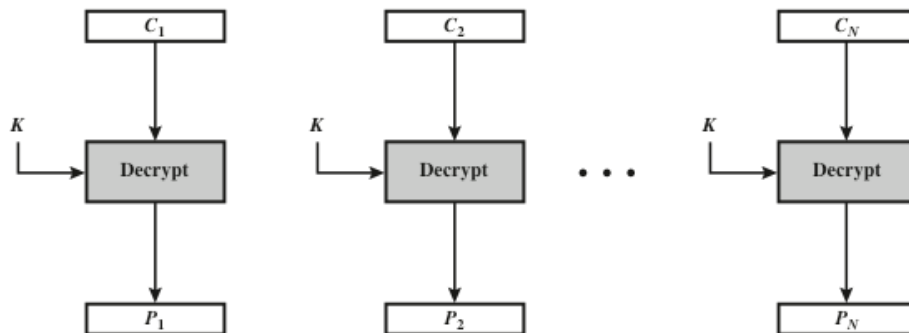 C1 C2 CN
K K K
Decrypt Decrypt • • • Decrypt
P1 P2 PN